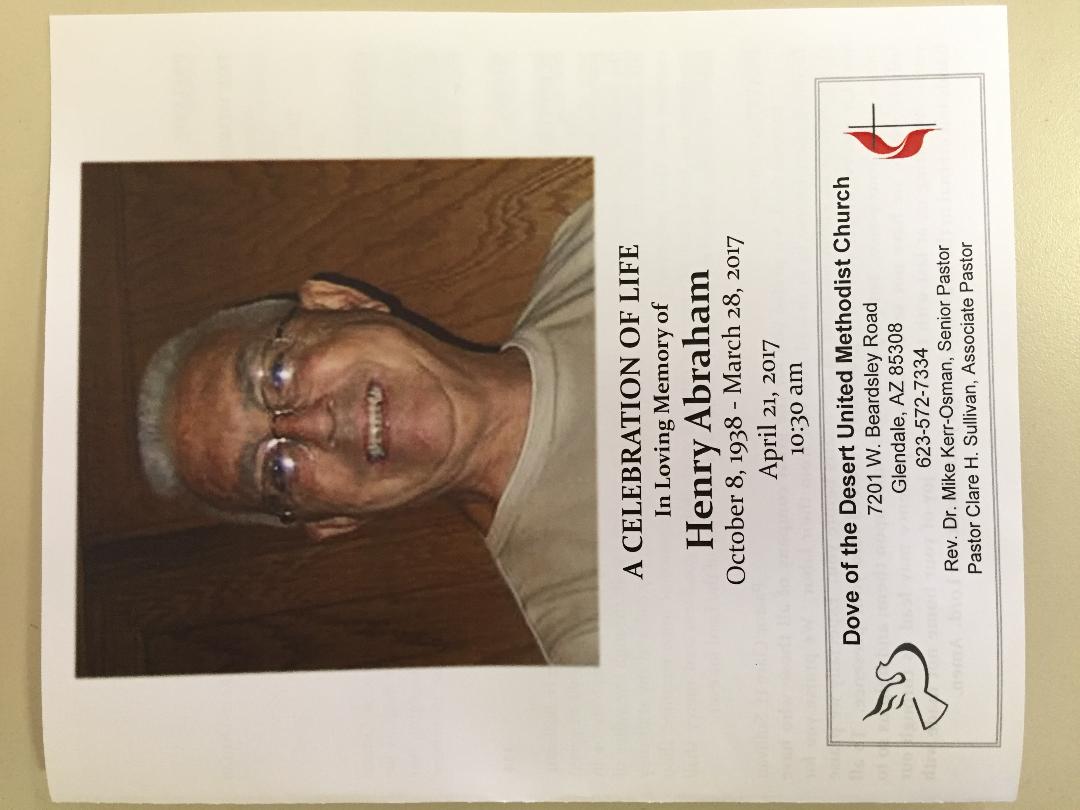 A CELEBRATION OF LIFE
In Loving Memory of
Henry Abraham
October 8, 1938 - March 28, 2017
April 21, 2017
10:30 am
Dove of the Desert United Methodist Church
7201 W. Beardsley Road
Glendale, AZ 85308
623-572-7334
Rev. Dr. Mike Kerr-Osman, Senior Pastor
Pastor Clare H. Sullivan, Associate Pastor